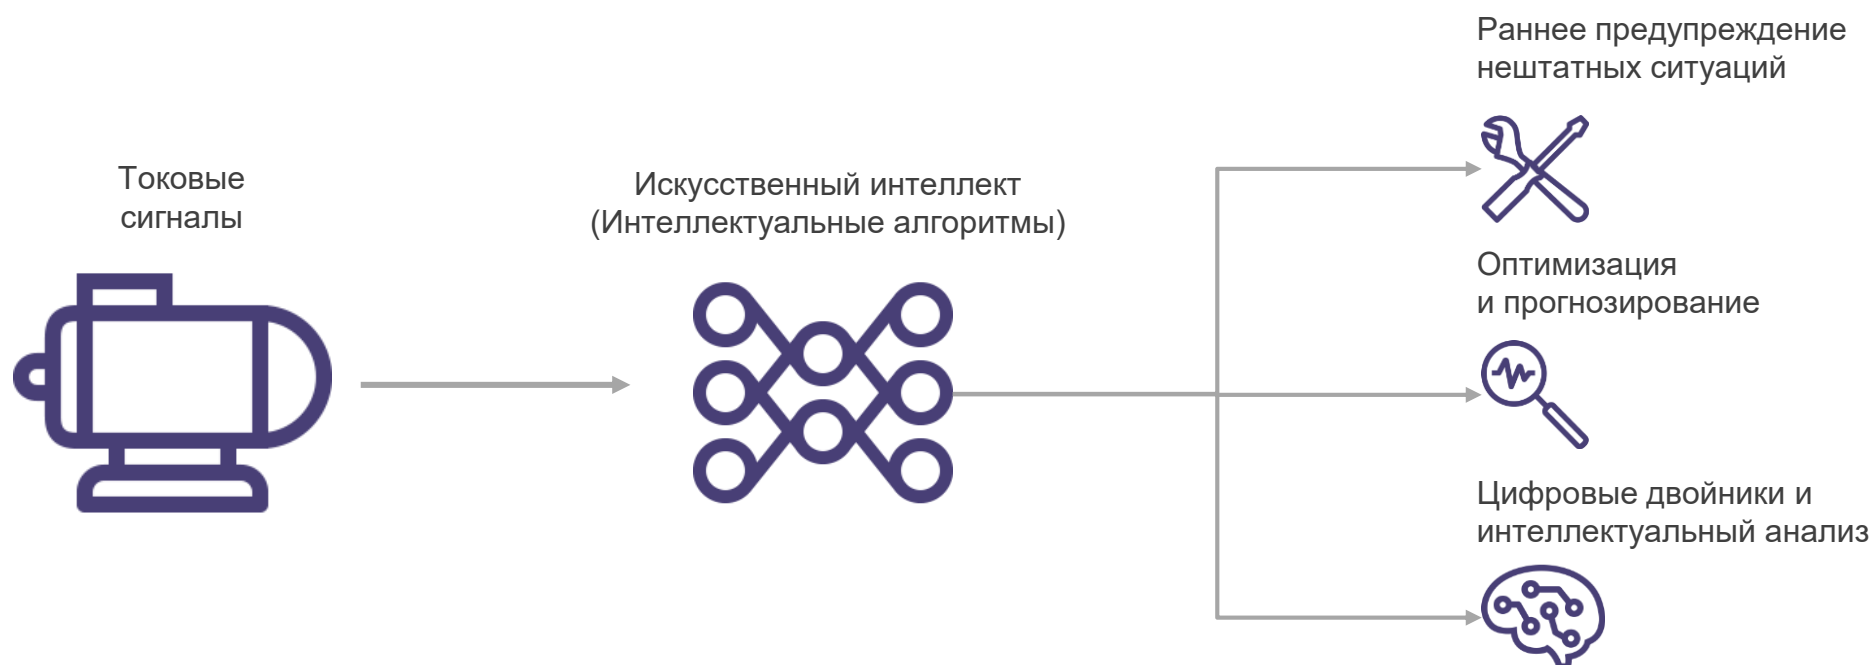 Токовые
сигналы
Искусственный интеллект
(Интеллектуальные алгоритмы)
Раннее предупреждение
нештатных ситуаций
Оптимизация
и прогнозирование
Цифровые двойники и
интеллектуальный анализ